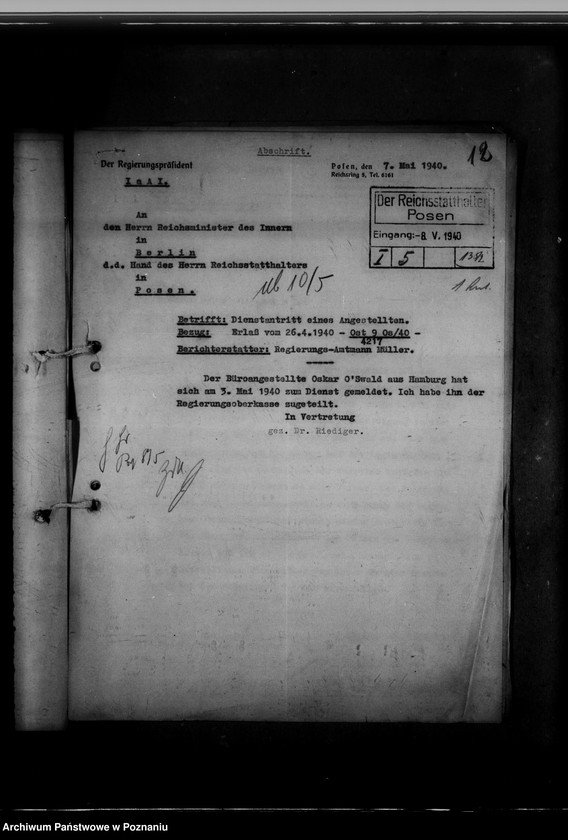 Abschrift.
12
Der Regierungspräsident
Posen, den 7. Mai 1940.
Reichsring 5, Tel. 8361
I a A I.
Der Reichsstatthalter
Posen
Eingang: -8. V. 1940
I 5
An
den Herrn Reichsminister des Innern
in
Berlin
d.d. Hand des Herrn Reichsstatthalters
in
Posen.
10/5
Betrifft: Dienstantritt eines Angestellten.
Bezug: Erlaß vom 26.4.1940 - Ost 9 Os/40 -
4217
Berichterstatter: Regierungs-Amtmann Müller.
Der Büroangestellte Oskar O'Swald aus Hamburg hat
sich am 3. Mai 1940 zum Dienst gemeldet. Ich habe ihn der
Regierungsoberkasse zugeteilt.
In Vertretung
gez. Dr. Riediger.
Archiwum Państwowe w Poznaniu